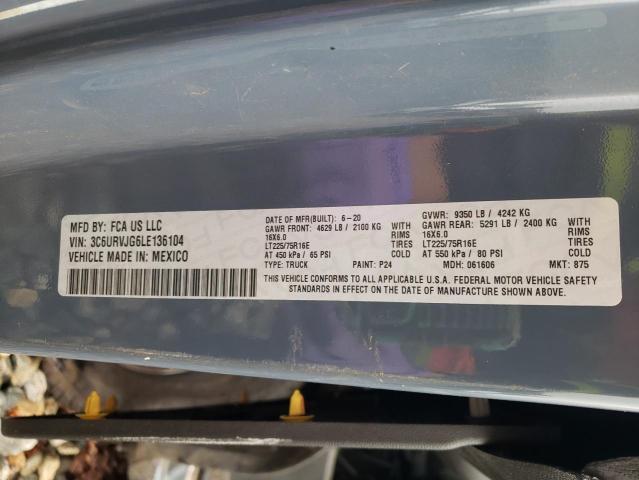 MFD BY: FCA US LLC
VIN: 3C6URVJG6LE136104
VEHICLE MADE IN: MEXICO
DATE OF MFR(BUILT): 6-20
GAWR FRONT: 4629 LB / 2100 KG
16X6.0 RIMS
LT225/75R16E TIRES
AT 450 kPa / 65 PSI COLD
TYPE: TRUCK PAINT: P24
GVWR: 9350 LB / 4242 KG
GAWR REAR: 5291 LB / 2400 KG
16X6.0 RIMS
LT225/75R16E TIRES
AT 550 kPa / 80 PSI COLD
MDH: 061606 MKT: 875
THIS VEHICLE CONFORMS TO ALL APPLICABLE U.S.A. FEDERAL MOTOR VEHICLE SAFETY
STANDARDS IN EFFECT ON THE DATE OF MANUFACTURE SHOWN ABOVE.